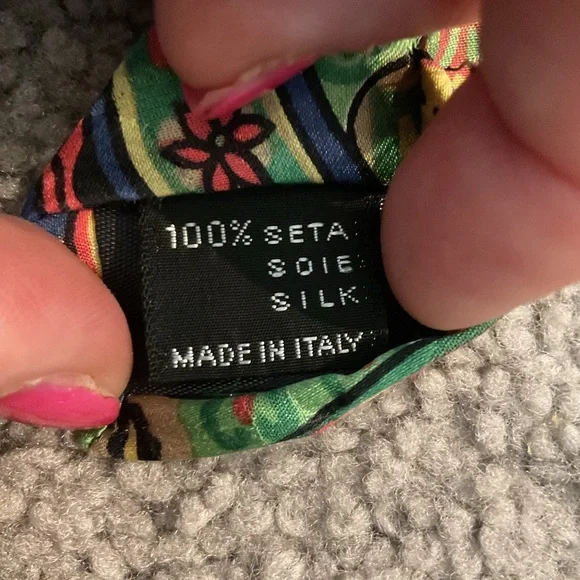 100% SETA
SOIE
SILK
MADE IN ITALY